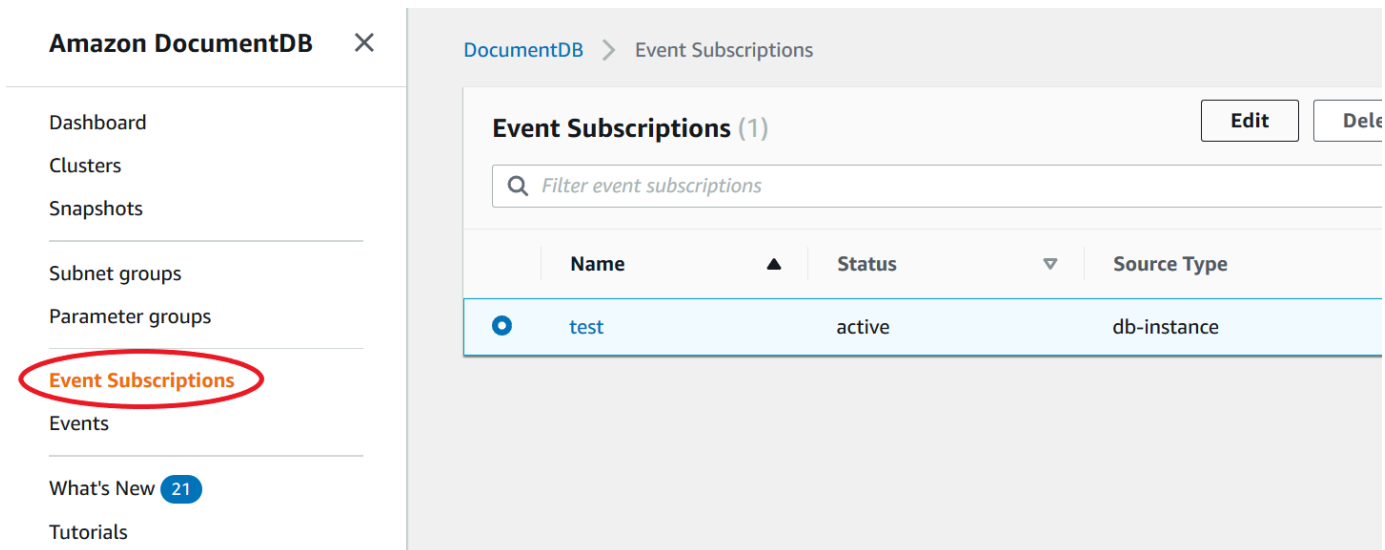 Amazon DocumentDB
Dashboard
Clusters
Snapshots
Subnet groups
Parameter groups
Event Subscriptions
Events
What's New 21
Tutorials
DocumentDB > Event Subscriptions
Event Subscriptions (1)
Edit
Dele
Filter event subscriptions
Name Status Source Type
test active db-instance